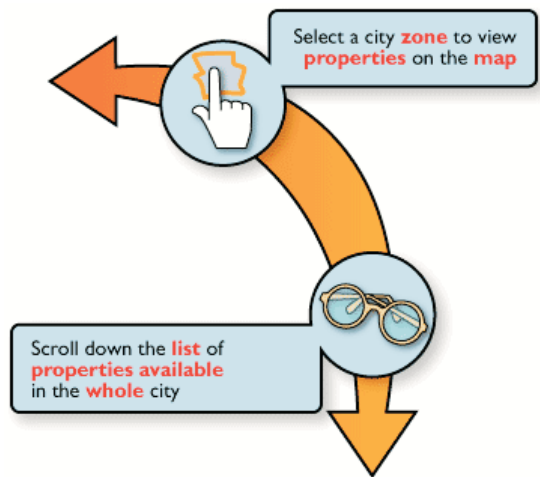 Select a city zone to view
properties on the map
Scroll down the list of
properties available
in the whole city